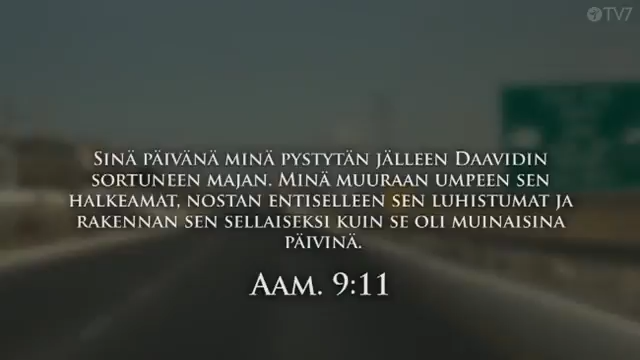 TV7
Sinä päivänä minä pystytän jälleen Daavidin
sortuneen majan. Minä muuraan umpeen sen
halkeamat, nostan entiselleen sen luhistumat ja
rakennan sen sellaiseksi kuin se oli muinaisina
päivinä.
Aam. 9:11